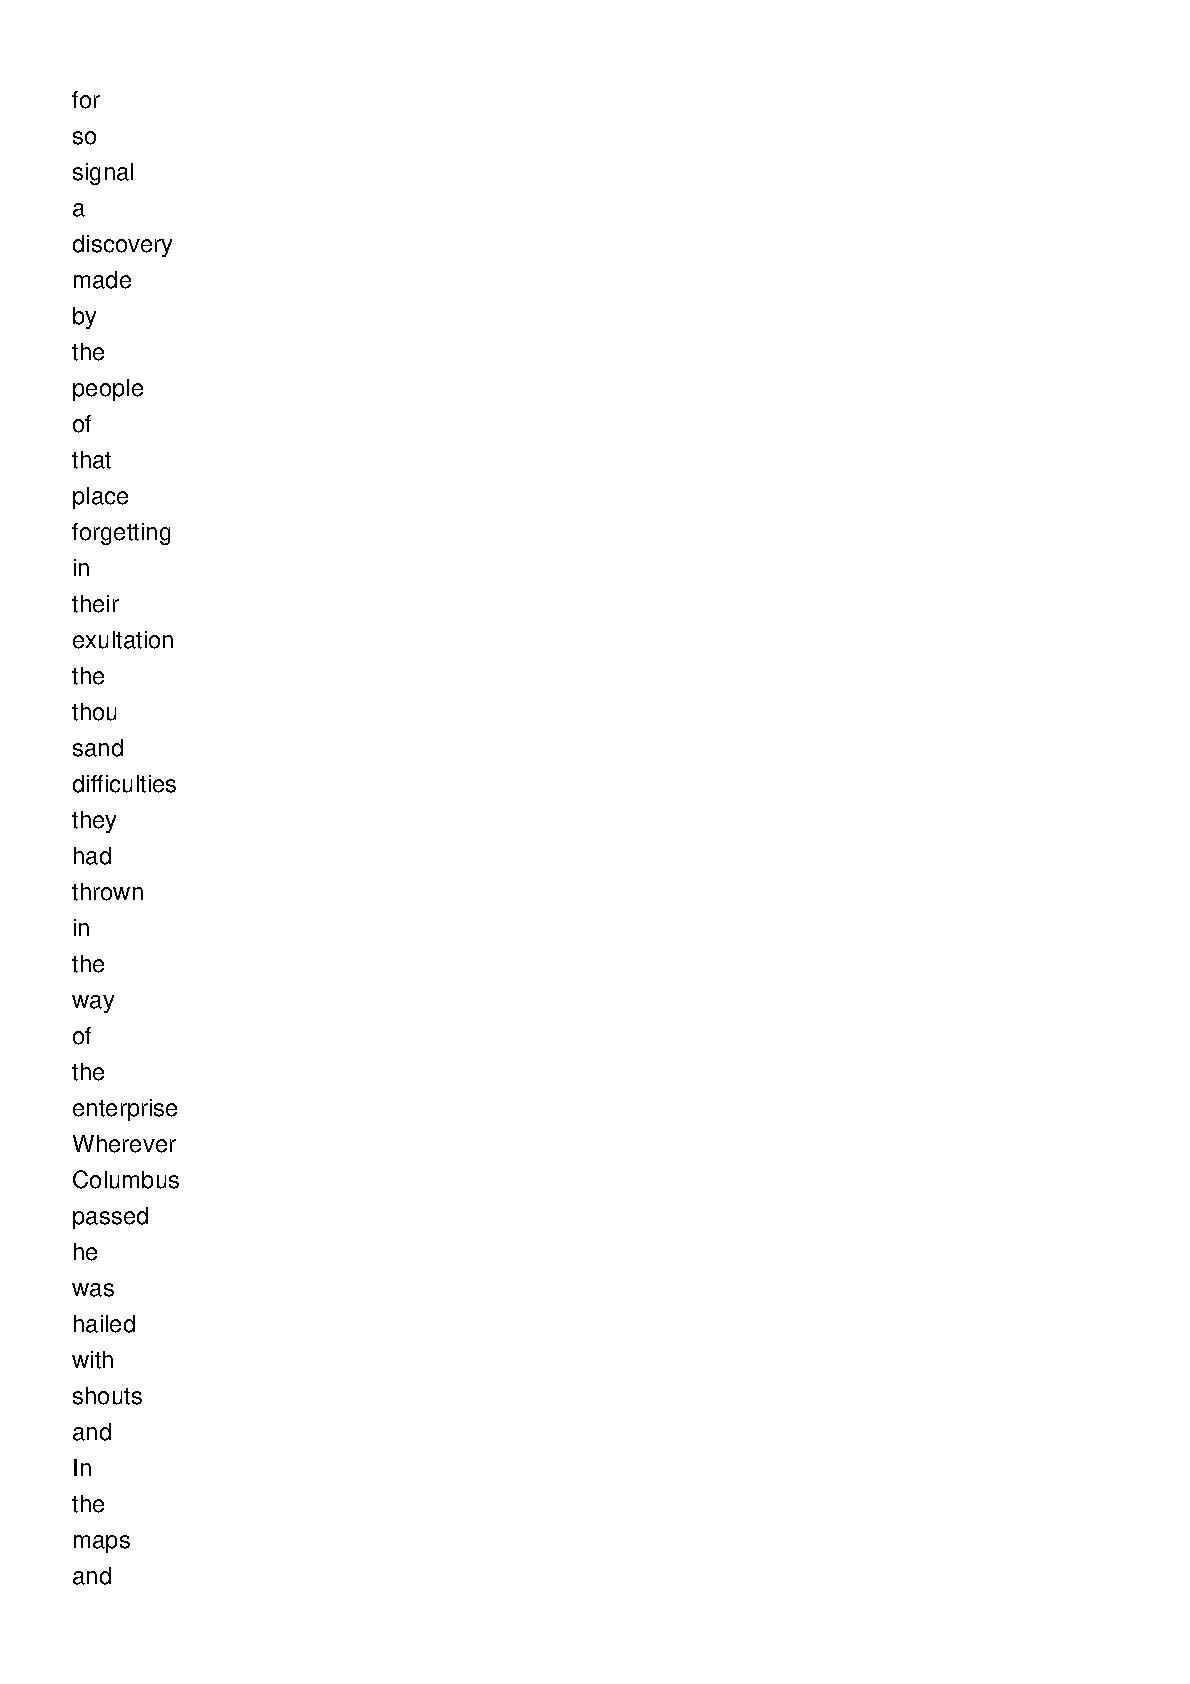 for
so
signal
a
discovery
made
by
the
people
of
that
place
forgetting
in
their
exultation
the
thou
sand
difficulties
they
had
thrown
in
the
way
of
the
enterprise
Wherever
Columbus
passed
he
was
hailed
with
shouts
and
In
the
maps
and